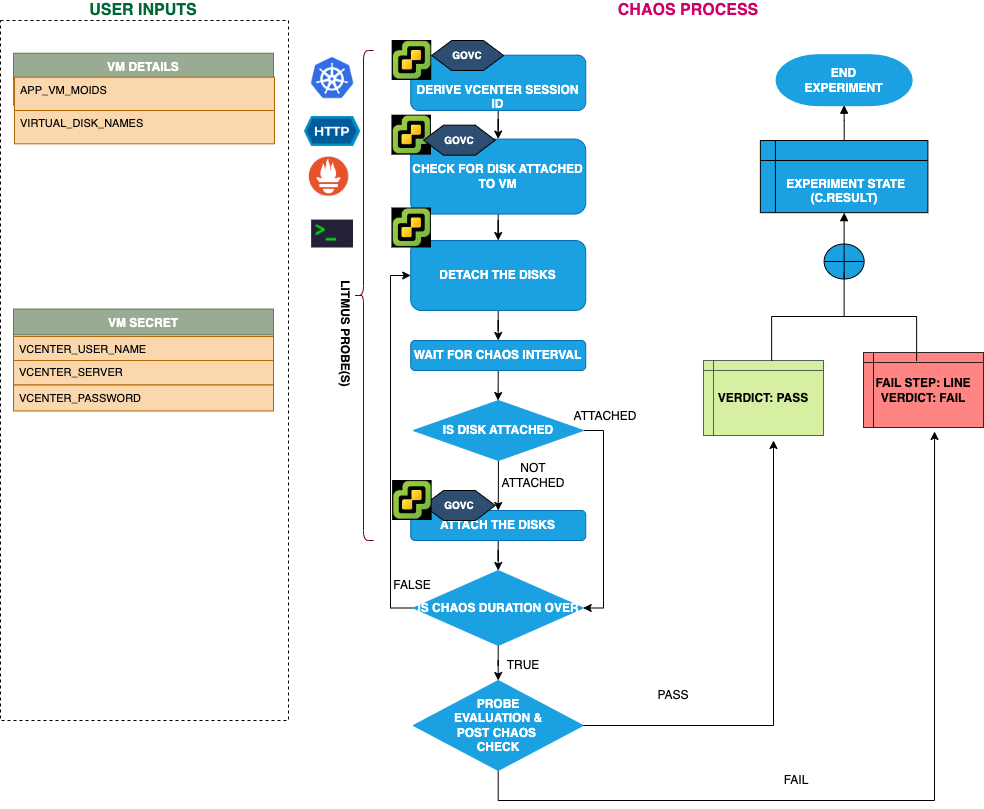 USER INPUTS
VM DETAILS
APP_VM_MOIDS
VIRTUAL_DISK_NAMES
VM SECRET
VCENTER_USER_NAME
VCENTER_SERVER
VCENTER_PASSWORD
CHAOS PROCESS
HTTP
>_
LITMUS PROBE(S)
GOVC
DERIVE VCENTER SESSION
ID
GOVC
CHECK FOR DISK ATTACHED
TO VM
DETACH THE DISKS
WAIT FOR CHAOS INTERVAL
IS DISK ATTACHED
ATTACHED
NOT
ATTACHED
GOVC
ATTACH THE DISKS
FALSE
IS CHAOS DURATION OVER
TRUE
PROBE
EVALUATION &
POST CHAOS
CHECK
PASS
FAIL
VERDICT: PASS
FAIL STEP: LINE
VERDICT: FAIL
EXPERIMENT STATE
(C.RESULT)
END
EXPERIMENT